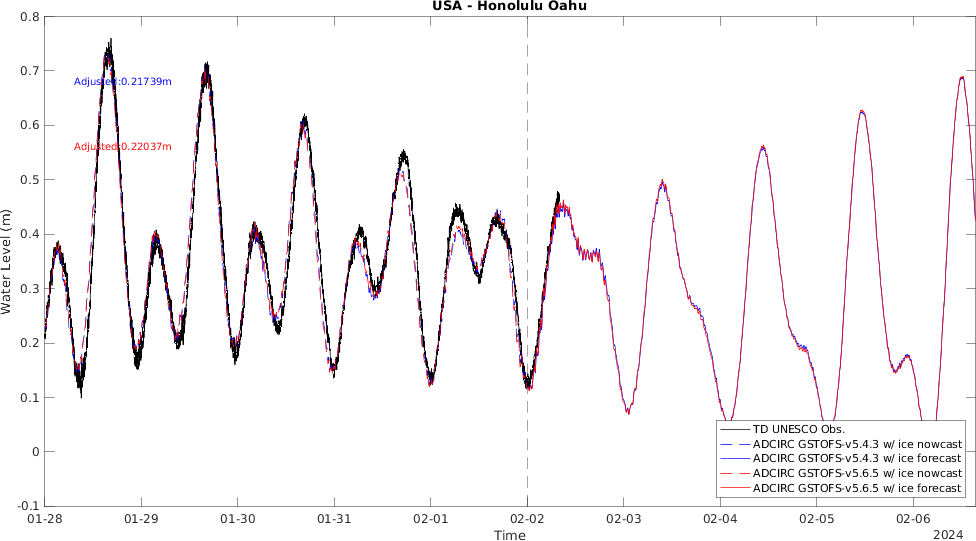 USA - Honolulu Oahu
0.8
0.7
Adjusted:0.21739m
0.6
Adjusted:0.22037m
0.5
0.4
0.3
0.2
0.1
0
-0.1
Water Level (m)
TD UNESCO Obs.
ADCIRC GSTOFS-v5.4.3 w/ ice nowcast
ADCIRC GSTOFS-v5.4.3 w/ ice forecast
ADCIRC GSTOFS-v5.6.5 w/ ice nowcast
ADCIRC GSTOFS-v5.6.5 w/ ice forecast
01-28 01-29 01-30 01-31 02-01 02-02 02-03 02-04 02-05 02-06
Time
2024